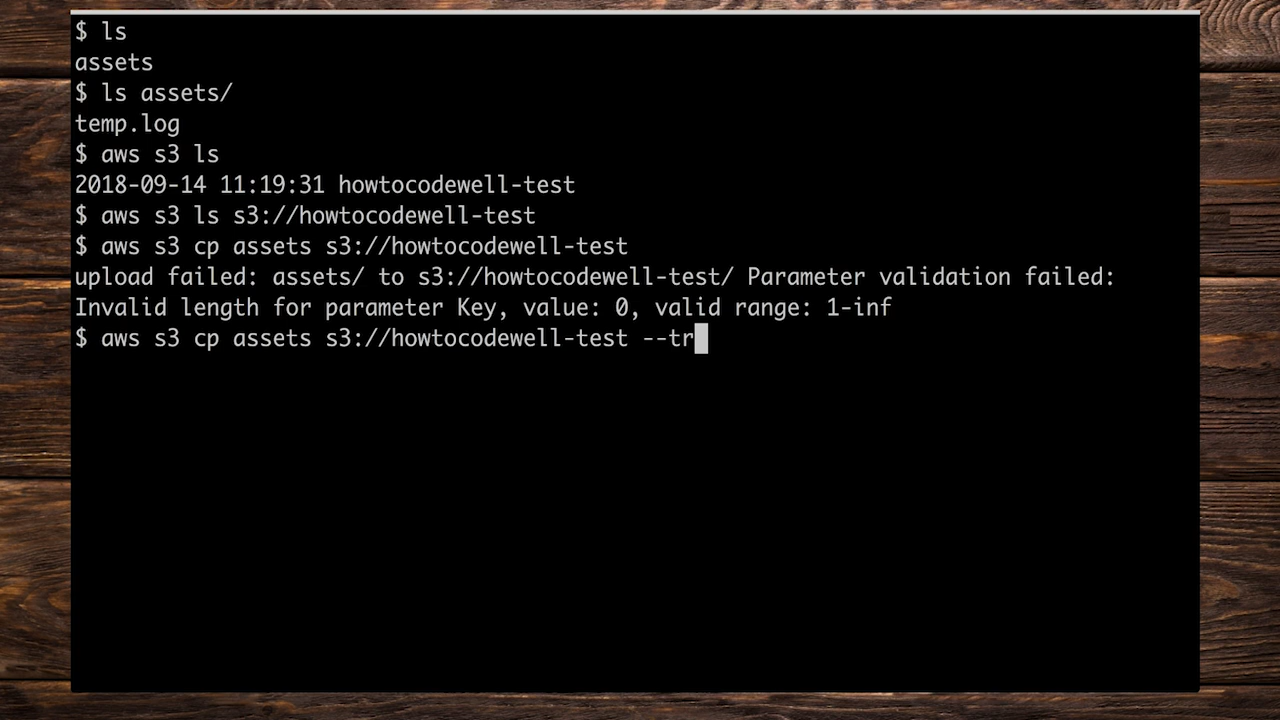 $ ls
assets
$ ls assets/
temp.log
$ aws s3 ls
2018-09-14 11:19:31 howtocodewell-test
$ aws s3 ls s3://howtocodewell-test
$ aws s3 cp assets s3://howtocodewell-test
upload failed: assets/ to s3://howtocodewell-test/ Parameter validation failed:
Invalid length for parameter Key, value: 0, valid range: 1-inf
$ aws s3 cp assets s3://howtocodewell-test --tr